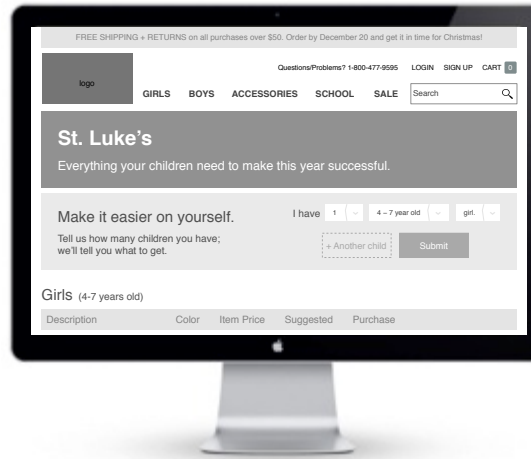 FREE SHIPPING + RETURNS on all purchases over $50. Order by December 20 and get it in time for Christmas!
Questions/Problems? 1-800-477-9595 LOGIN SIGN UP CART 0
logo
GIRLS BOYS ACCESSORIES SCHOOL SALE Search
St. Luke's
Everything your children need to make this year successful.
Make it easier on yourself. I have 1 4 – 7 year old girl.
Tell us how many children you have;
we'll tell you what to get.
+ Another child Submit
Girls (4-7 years old)
Description Color Item Price Suggested Purchase